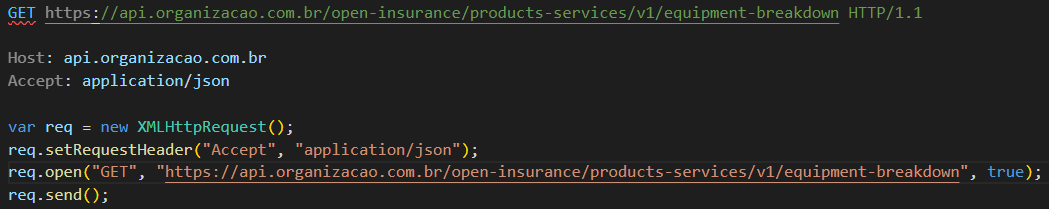 GET https://api.organizacao.com.br/open-insurance/products-services/v1/equipment-breakdown HTTP/1.1
Host: api.organizacao.com.br
Accept: application/json
var req = new XMLHttpRequest();
req.setRequestHeader("Accept", "application/json");
req.open("GET", "https://api.organizacao.com.br/open-insurance/products-services/v1/equipment-breakdown", true);
req.send();